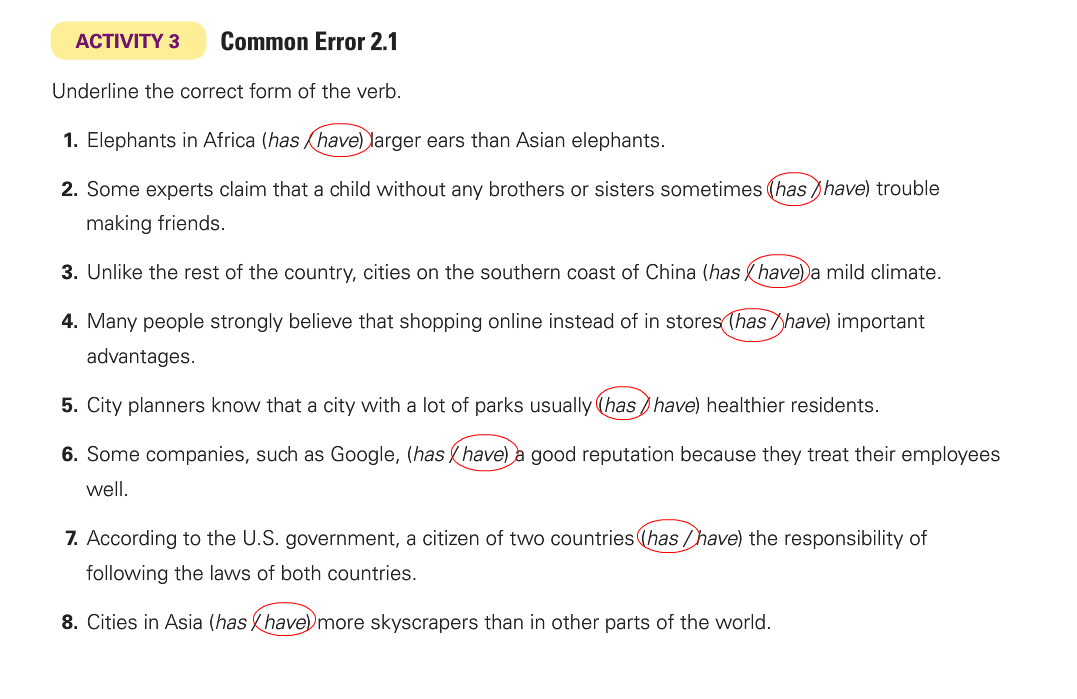 ACTIVITY 3 Common Error 2.1
Underline the correct form of the verb.
1. Elephants in Africa (has / have) larger ears than Asian elephants.
2. Some experts claim that a child without any brothers or sisters sometimes (has / have) trouble
making friends.
3. Unlike the rest of the country, cities on the southern coast of China (has / have) a mild climate.
4. Many people strongly believe that shopping online instead of in stores (has / have) important
advantages.
5. City planners know that a city with a lot of parks usually (has / have) healthier residents.
6. Some companies, such as Google, (has / have) a good reputation because they treat their employees
well.
7. According to the U.S. government, a citizen of two countries (has / have) the responsibility of
following the laws of both countries.
8. Cities in Asia (has / have) more skyscrapers than in other parts of the world.